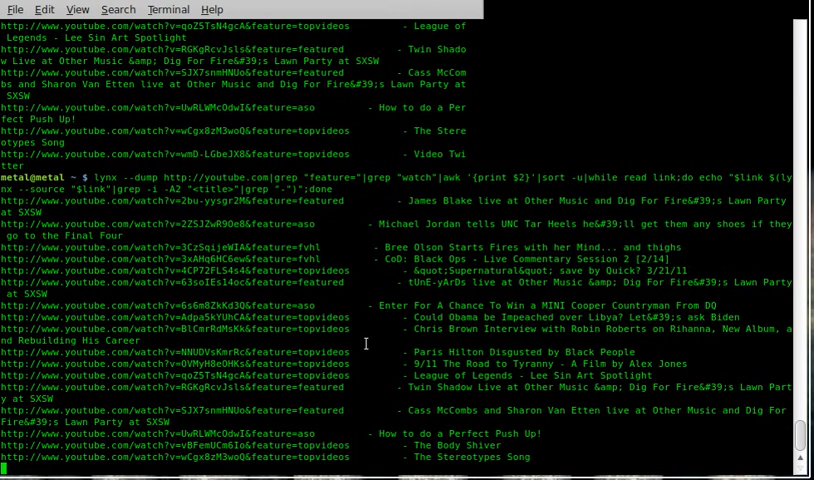 File Edit View Search Terminal Help
http://www.youtube.com/watch?v=qoZ5TsN4gcA&feature=topvideos - League of
Legends - Lee Sin Art Spotlight
http://www.youtube.com/watch?v=RGKgRcvJsls&feature=featured - Twin Shado
w Live at Other Music &amp; Dig For Fire&#39;s Lawn Party at SXSW
http://www.youtube.com/watch?v=SJX7snmHNUo&feature=featured - Cass McCom
bs and Sharon Van Etten live at Other Music and Dig For Fire&#39;s Lawn Party at
SXSW
http://www.youtube.com/watch?v=UwRLWMcOdwI&feature=aso - How to do a Per
fect Push Up!
http://www.youtube.com/watch?v=wCgx8zM3woQ&feature=topvideos - The Stere
otypes Song
http://www.youtube.com/watch?v=wmD-LGbeJX8&feature=topvideos - Video Twi
tter
metal@metal ~ $ lynx --dump http://youtube.com|grep "feature="|grep "watch"|awk '{print $2}'|sort -u|while read link;do echo "$link $(ly
nx --source "$link"|grep -i -A2 "<title>"|grep "-")";done
http://www.youtube.com/watch?v=2bu-yysgr2M&feature=featured - James Blake live at Other Music and Dig For Fire&#39;s Lawn Party
at SXSW
http://www.youtube.com/watch?v=2ZSJZwR9Oe8&feature=aso - Michael Jordan tells UNC Tar Heels he&#39;ll get them any shoes if they
go to the Final Four
http://www.youtube.com/watch?v=3CzSqijeWIA&feature=fvhl - Bree Olson Starts Fires with her Mind... and thighs
http://www.youtube.com/watch?v=3xAHq6HC6ew&feature=fvhl - CoD: Black Ops - Live Commentary Session 2 [2/14]
http://www.youtube.com/watch?v=4CP72FLS4s4&feature=topvideos - &quot;Supernatural&quot; save by Quick? 3/21/11
http://www.youtube.com/watch?v=63soIEs14oc&feature=featured - tUnE-yArDs live at Other Music and Dig For Fire&#39;s Lawn Party
at SXSW
http://www.youtube.com/watch?v=6s6m8ZkKd3Q&feature=aso - Enter For A Chance To Win a MINI Cooper Countryman From DQ
http://www.youtube.com/watch?v=Adpa5kYUhCA&feature=topvideos - Could Obama be Impeached over Libya? Let&#39;s ask Biden
http://www.youtube.com/watch?v=BlCmrRdMsKk&feature=topvideos - Chris Brown Interview with Robin Roberts on Rihanna, New Album, a
nd Rebuilding His Career
http://www.youtube.com/watch?v=NNUDVsKmrRc&feature=topvideos - Paris Hilton Disgusted by Black People
http://www.youtube.com/watch?v=OVMyH8eOHKs&feature=topvideos - 9/11 The Road to Tyranny - A Film by Alex Jones
http://www.youtube.com/watch?v=qoZ5TsN4gcA&feature=topvideos - League of Legends - Lee Sin Art Spotlight
http://www.youtube.com/watch?v=RGKgRcvJsls&feature=featured - Twin Shadow Live at Other Music &amp; Dig For Fire&#39;s Lawn Part
y at SXSW
http://www.youtube.com/watch?v=SJX7snmHNUo&feature=featured - Cass McCombs and Sharon Van Etten live at Other Music and Dig For
Fire&#39;s Lawn Party at SXSW
http://www.youtube.com/watch?v=UwRLWMcOdwI&feature=aso - How to do a Perfect Push Up!
http://www.youtube.com/watch?v=vBFemUCm6Io&feature=topvideos - The Body Shiver
http://www.youtube.com/watch?v=wCgx8zM3woQ&feature=topvideos - The Stereotypes Song